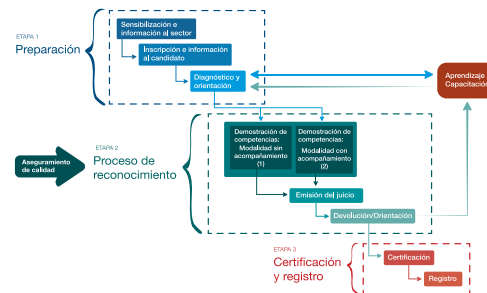 ETAPA 1
Preparación
Sensibilización e
información al sector
Inscripción e información
al candidato
Diagnóstico y
orientación
Aprendizaje
Capacitación
ETAPA 2
Proceso de
reconocimiento
Aseguramiento
de calidad
Demostración de
competencias:
Modalidad sin
acompañamiento
(1)
Demostración de
competencias:
Modalidad con
acompañamiento
(2)
Emisión del juicio
Devolución/Orientación
ETAPA 3
Certificación
y registro
Certificación
Registro